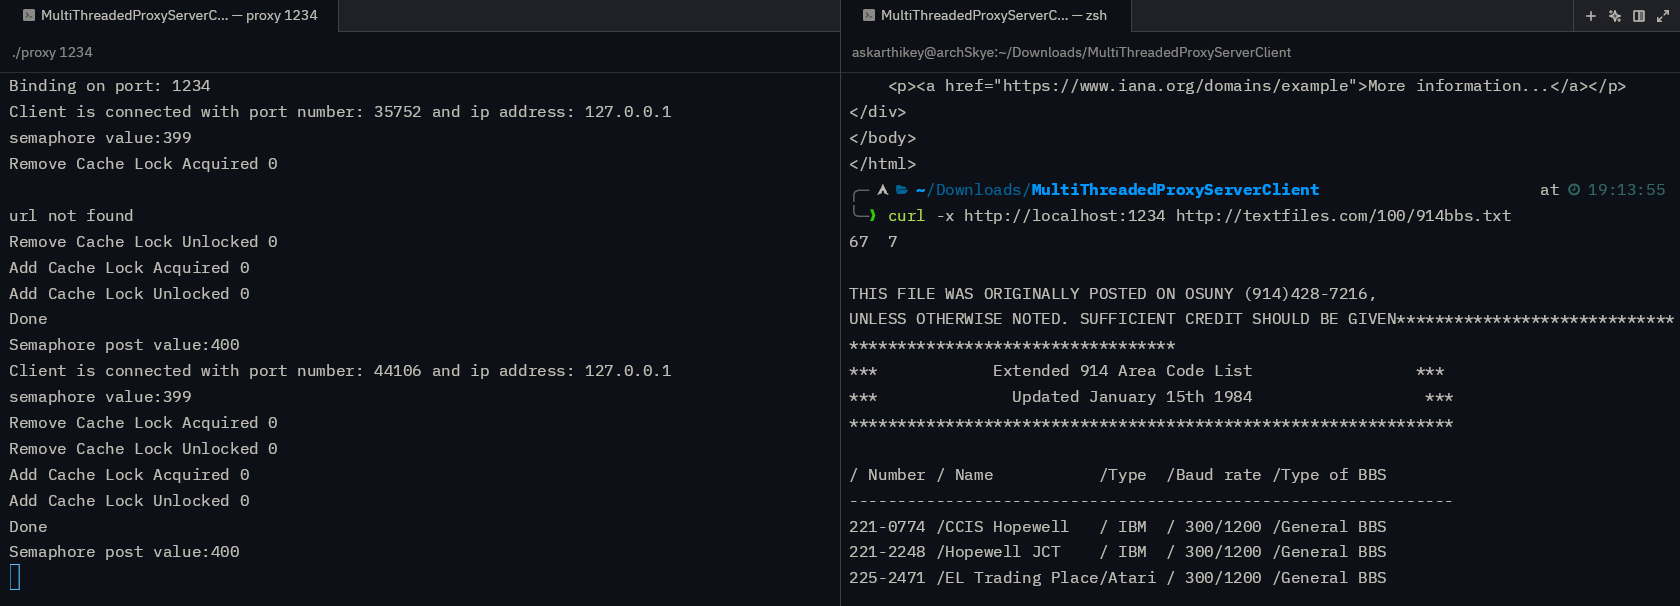 MultiThreadedProxyServerC... — proxy 1234
./proxy 1234
Binding on port: 1234
Client is connected with port number: 35752 and ip address: 127.0.0.1
semaphore value:399
Remove Cache Lock Acquired 0
url not found
Remove Cache Lock Unlocked 0
Add Cache Lock Acquired 0
Add Cache Lock Unlocked 0
Done
Semaphore post value:400
Client is connected with port number: 44106 and ip address: 127.0.0.1
semaphore value:399
Remove Cache Lock Acquired 0
Remove Cache Lock Unlocked 0
Add Cache Lock Acquired 0
Add Cache Lock Unlocked 0
Done
Semaphore post value:400
MultiThreadedProxyServerC... — zsh
askarthikey@archSkye:~/Downloads/MultiThreadedProxyServerClient
    <p><a href="https://www.iana.org/domains/example">More information...</a></p>
</div>
</body>
</html>
~/Downloads/MultiThreadedProxyServerClient at 19:13:55
curl -x http://localhost:1234 http://textfiles.com/100/914bbs.txt
67  7
THIS FILE WAS ORIGINALLY POSTED ON OSUNY (914)428-7216,
UNLESS OTHERWISE NOTED. SUFFICIENT CREDIT SHOULD BE GIVEN*****************************
**********************************
***            Extended 914 Area Code List                 ***
***              Updated January 15th 1984                  ***
***************************************************************
/ Number / Name           /Type  /Baud rate /Type of BBS
---------------------------------------------------------------
221-0774 /CCIS Hopewell   / IBM  / 300/1200 /General BBS
221-2248 /Hopewell JCT    / IBM  / 300/1200 /General BBS
225-2471 /EL Trading Place/Atari / 300/1200 /General BBS